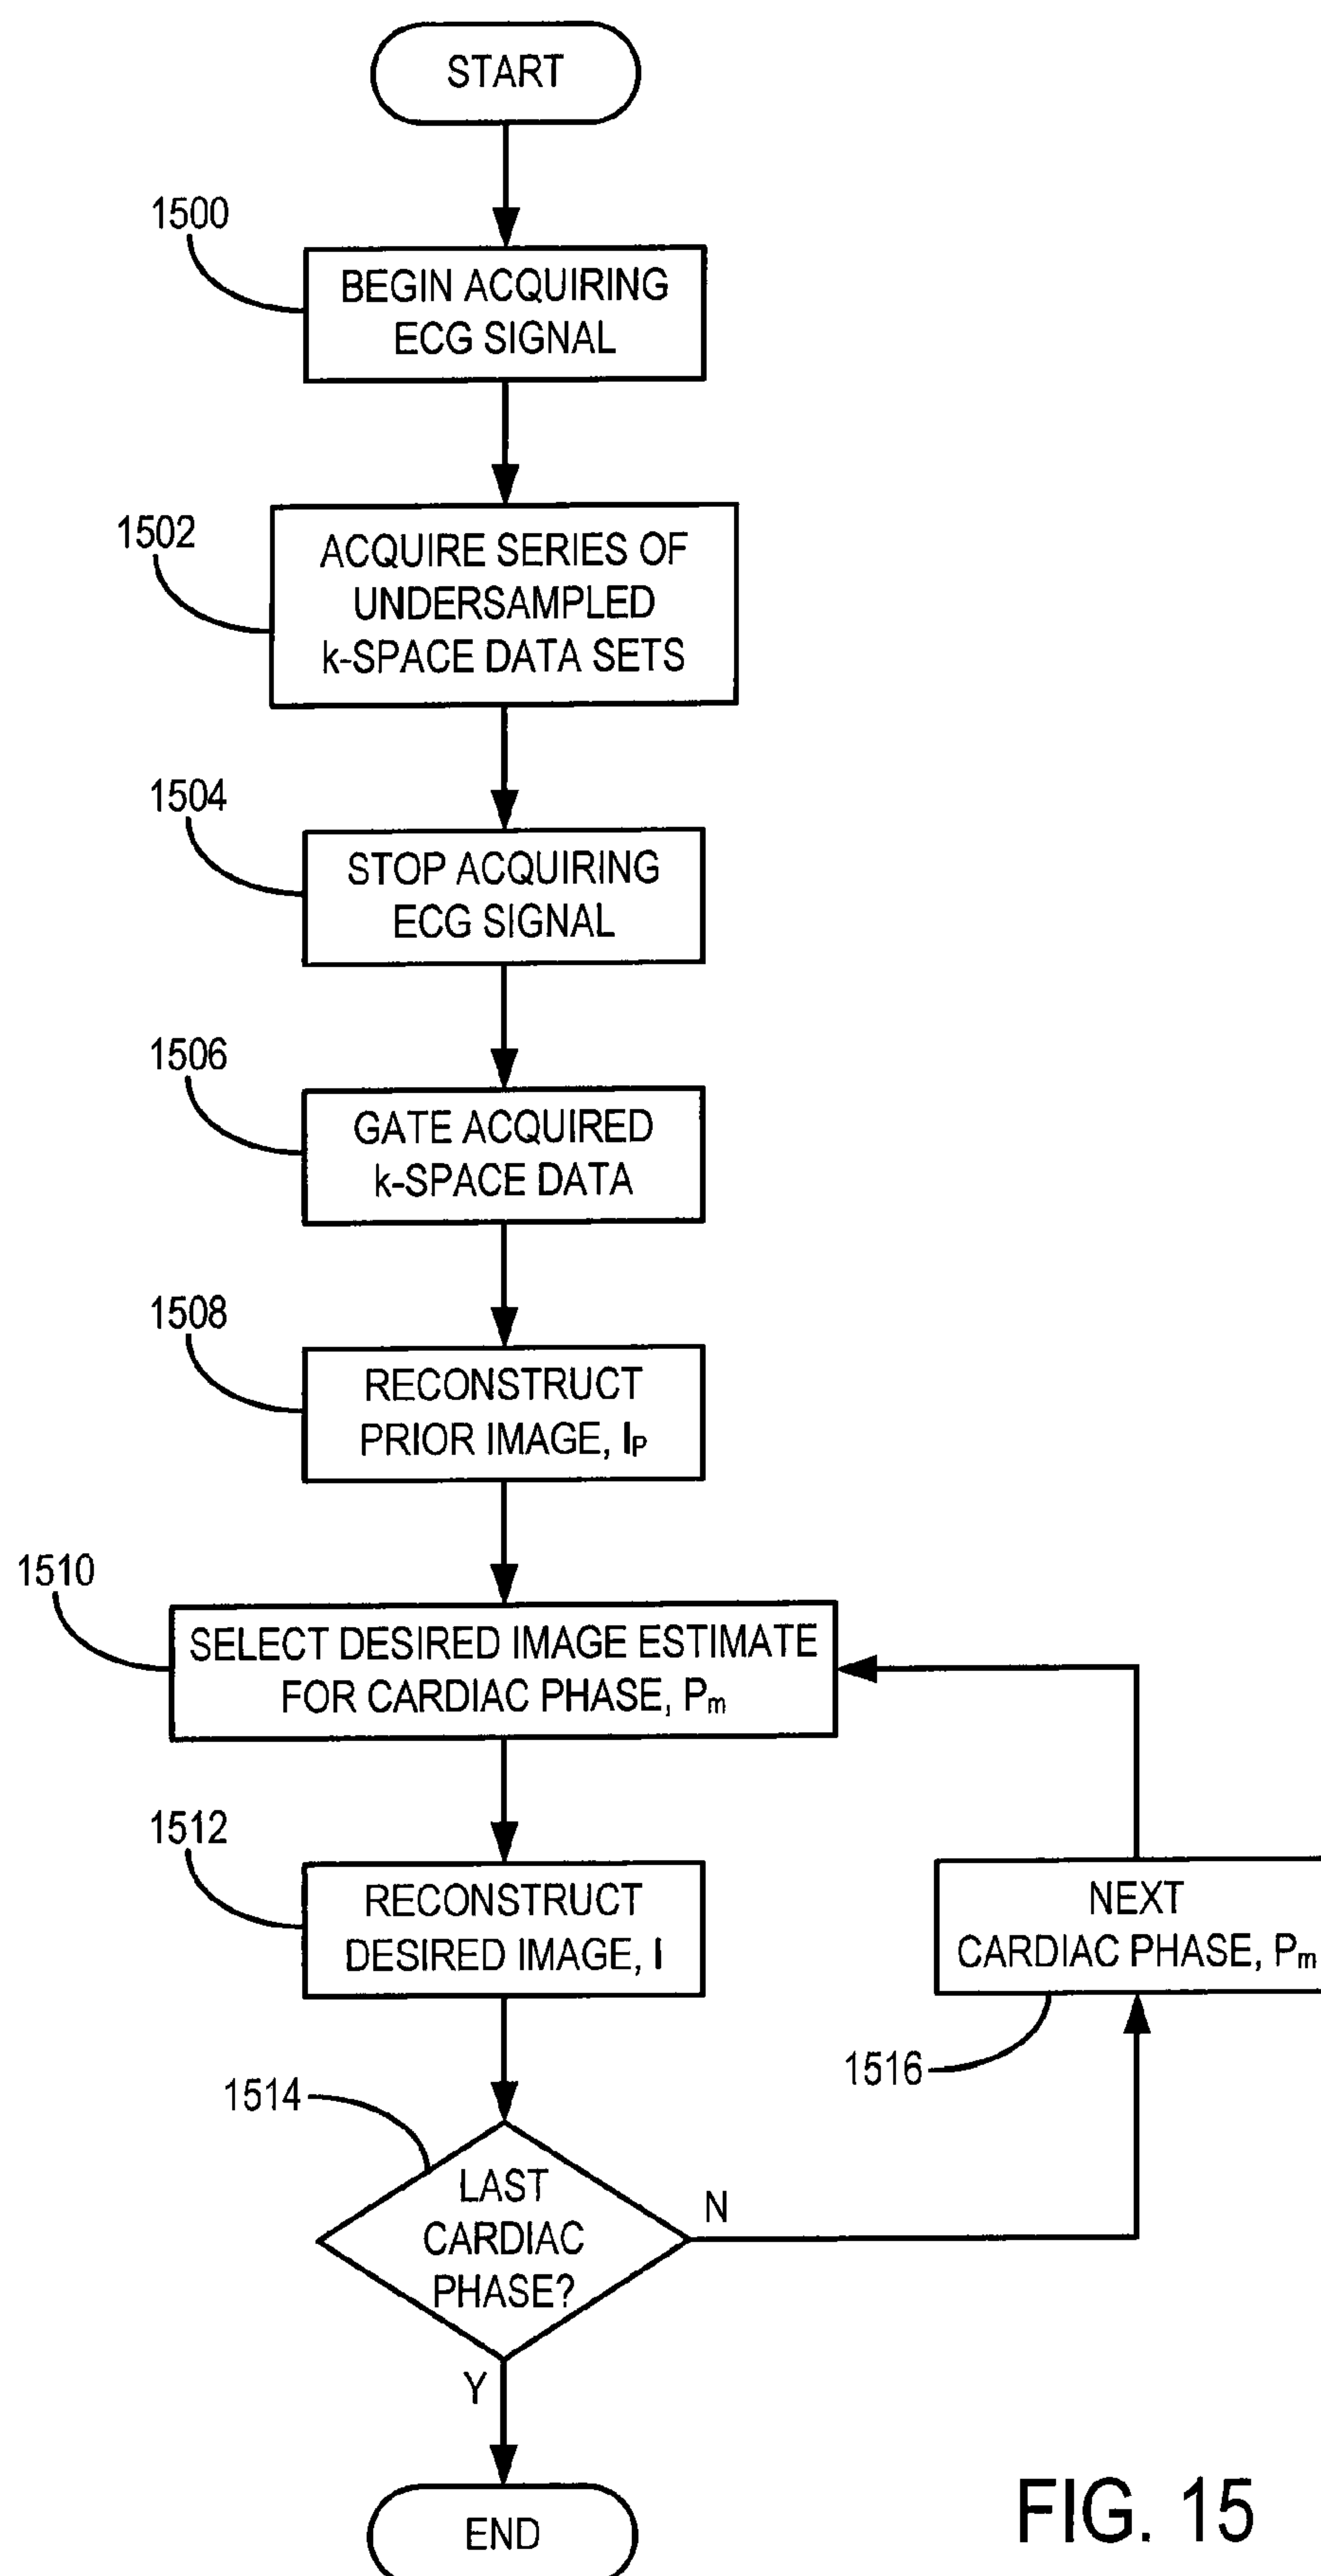 START
1500
BEGIN ACQUIRING
ECG SIGNAL
1502
ACQUIRE SERIES OF
UNDERSAMPLED
k-SPACE DATA SETS
1504
STOP ACQUIRING
ECG SIGNAL
1506
GATE ACQUIRED
k-SPACE DATA
1508
RECONSTRUCT
PRIOR IMAGE, IP
1510
SELECT DESIRED IMAGE ESTIMATE
FOR CARDIAC PHASE, Pm
1512
RECONSTRUCT
DESIRED IMAGE, I
NEXT
CARDIAC PHASE, Pm
1516
1514
LAST
CARDIAC
PHASE?
N
Y
END
FIG. 15